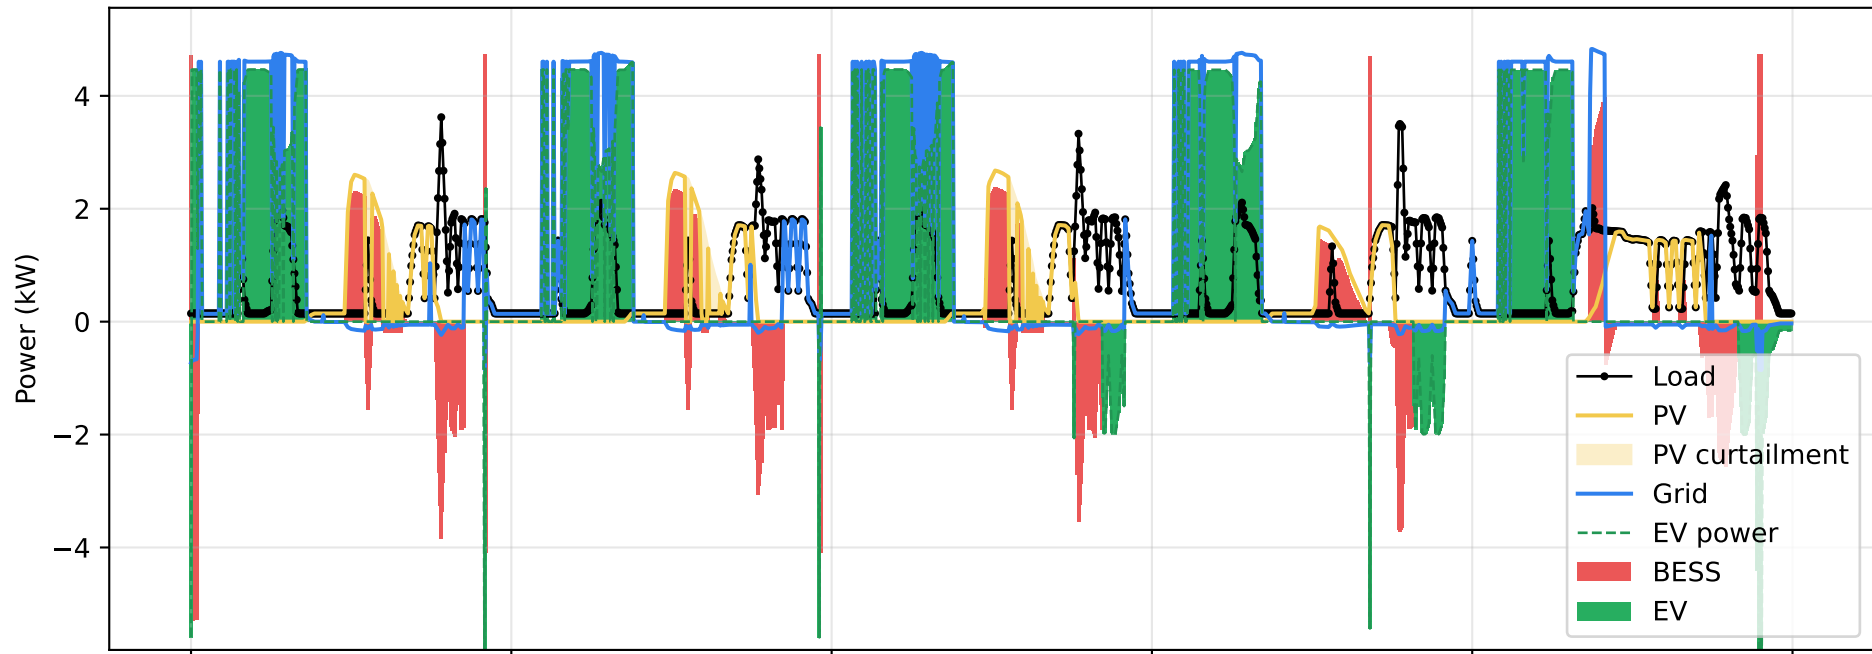 Power (kW)
4
2
0
−2
−4
Load
PV
PV curtailment
Grid
EV power
BESS
EV